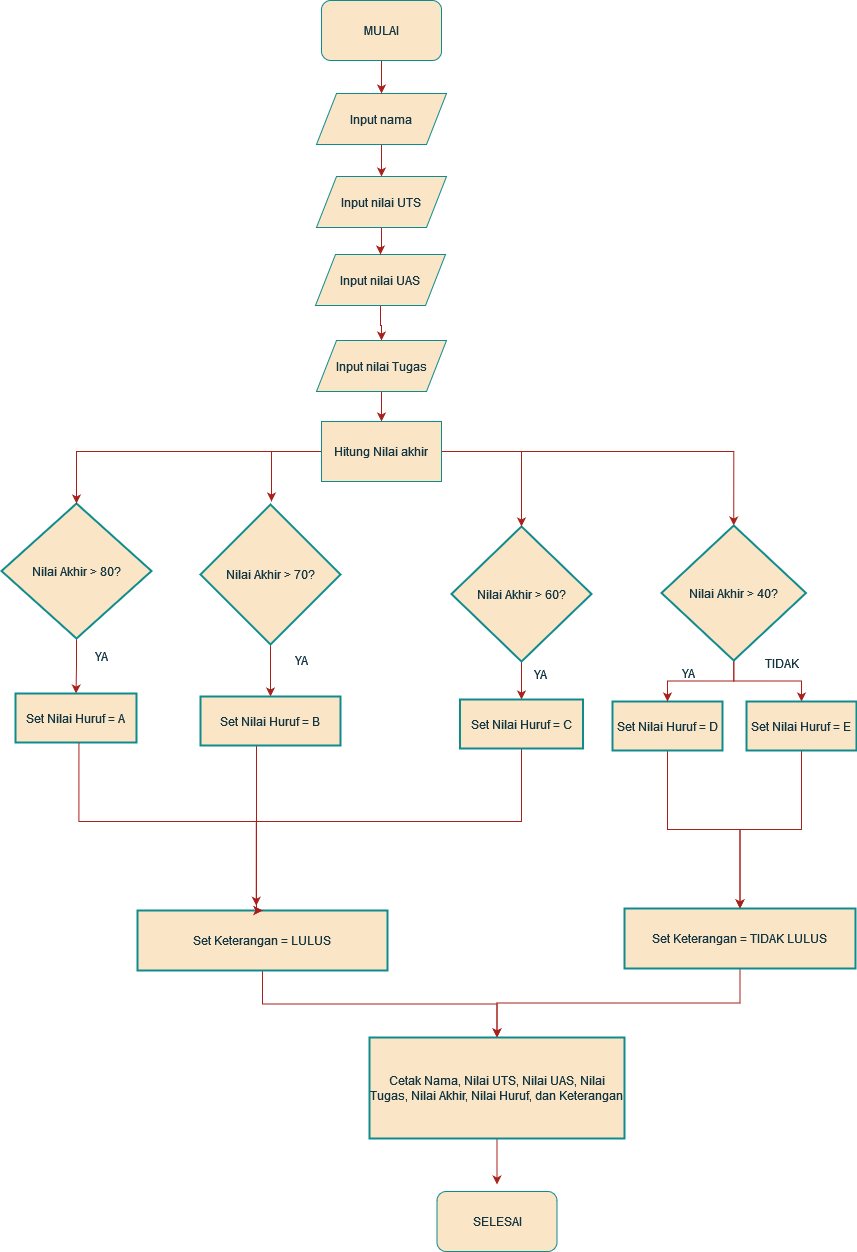 MULAI
Input nama
Input nilai UTS
Input nilai UAS
Input nilai Tugas
Hitung Nilai akhir
Nilai Akhir > 80?
Nilai Akhir > 70?
Nilai Akhir > 60?
Nilai Akhir > 40?
YA
YA
YA
YA
TIDAK
Set Nilai Huruf = A
Set Nilai Huruf = B
Set Nilai Huruf = C
Set Nilai Huruf = D
Set Nilai Huruf = E
Set Keterangan = LULUS
Set Keterangan = TIDAK LULUS
Cetak Nama, Nilai UTS, Nilai UAS, Nilai
Tugas, Nilai Akhir, Nilai Huruf, dan Keterangan
SELESAI